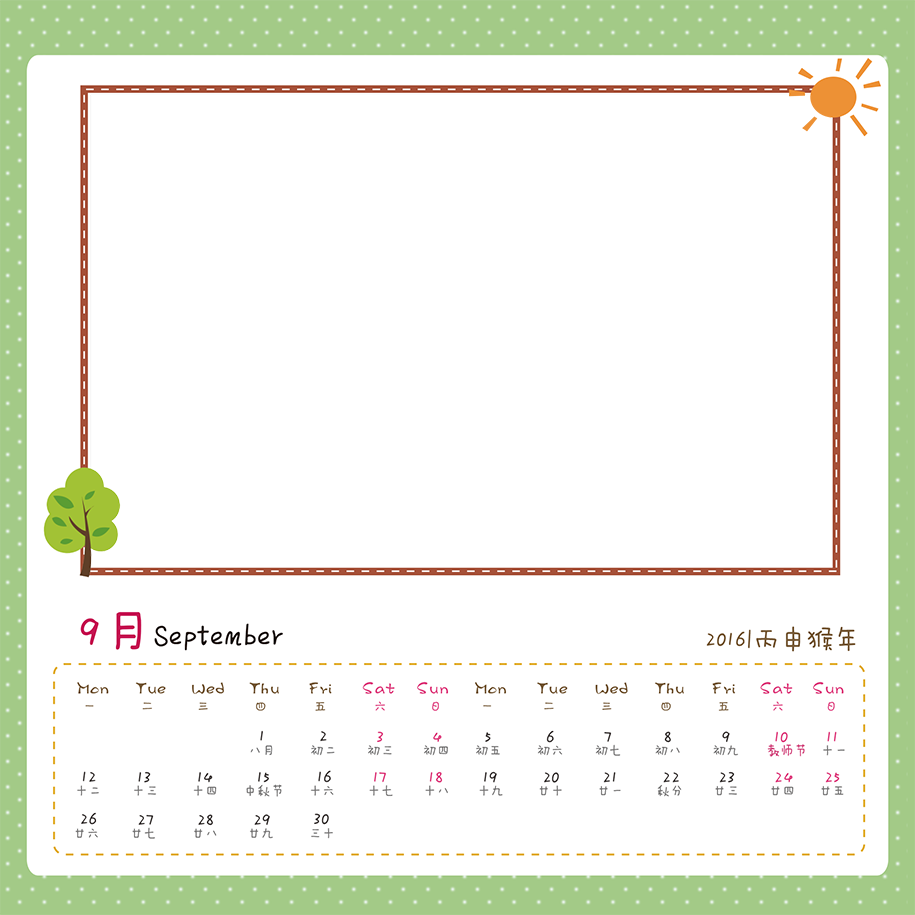 9月 September
2016|丙申猴年
Mon Tue Wed Thu Fri Sat Sun Mon Tue Wed Thu Fri Sat Sun
一 二 三 四 五 六 日 一 二 三 四 五 六 日
1 2 3 4 5 6 7 8 9 10 11
八月 初二 初三 初四 初五 初六 初七 初八 初九 教师节 十一
12 13 14 15 16 17 18 19 20 21 22 23 24 25
十二 十三 十四 中秋节 十六 十七 十八 十九 廿十 廿一 秋分 廿三 廿四 廿五
26 27 28 29 30
廿六 廿七 廿八 廿九 三十